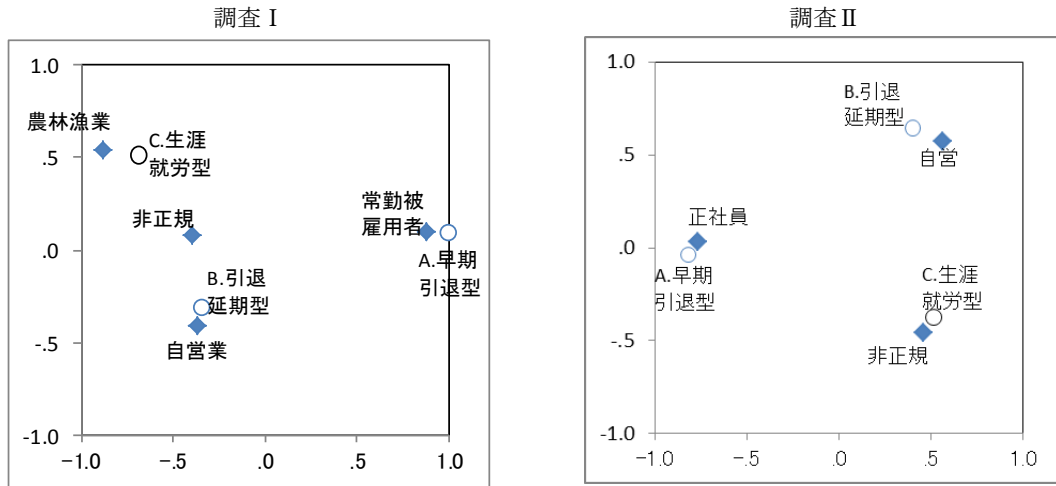 調査Ⅰ
1.0
0.5
.0
-.5
-1.0
-1.0
-.5
.0
.5
1.0
農林漁業
C.生涯
就労型
非正規
常勤被
雇用者
A.早期
引退型
B.引退
延期型
自営業
調査Ⅱ
1.0
0.5
.0
-.5
-1.0
-1.0
-.5
.0
.5
1.0
B.引退
延期型
自営
正社員
A.早期
引退型
C.生涯
就労型
非正規